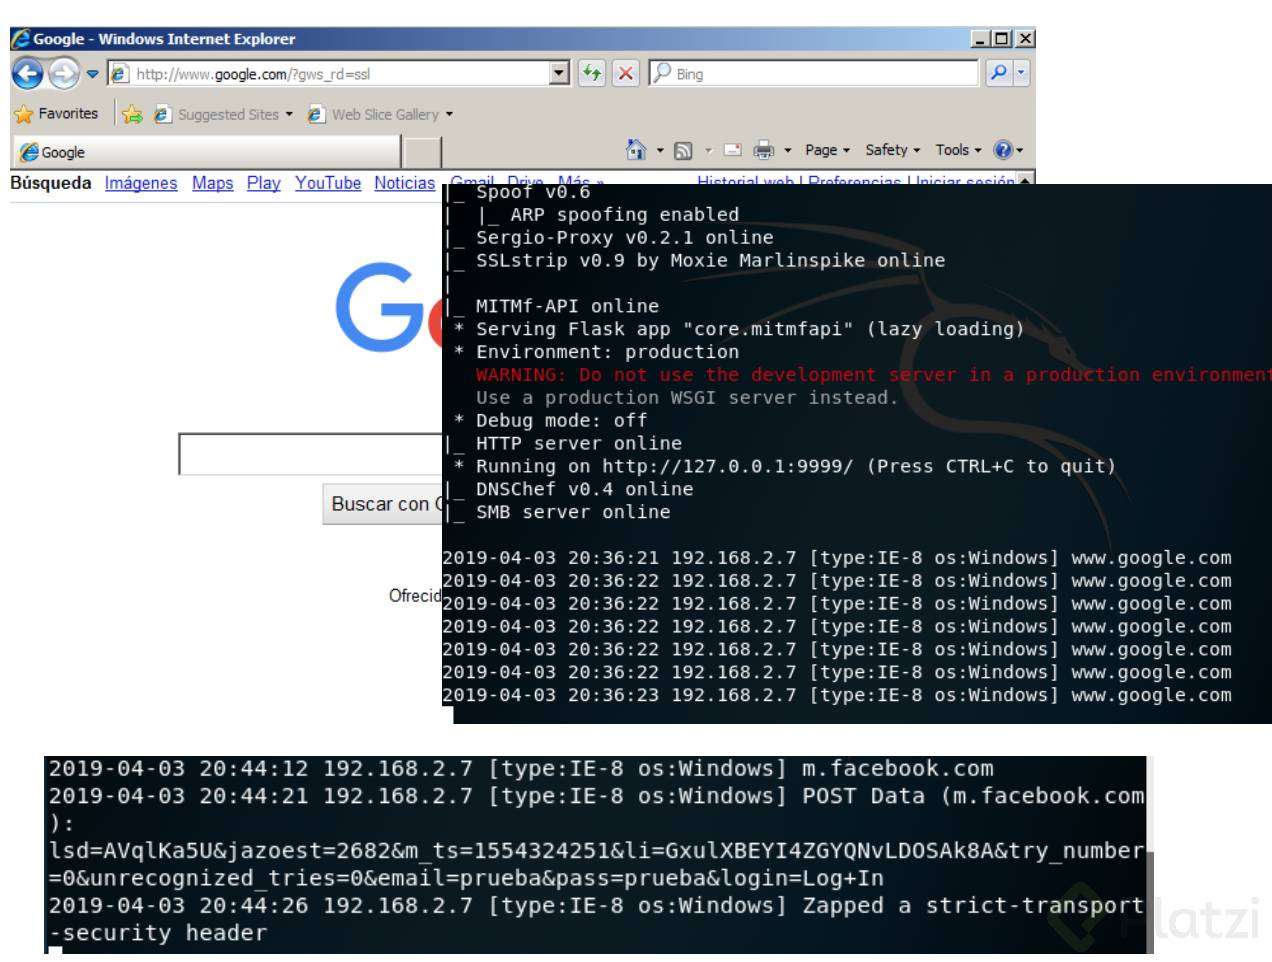 Google - Windows Internet Explorer
http://www.google.com/?gws_rd=ssl
Bing
Favorites
Suggested Sites
Web Slice Gallery
Google
Page
Safety
Tools
Búsqueda Imágenes Maps Play YouTube Noticias Gmail Drive Más »
Historial web | Preferencias | Iniciar sesión
Go
Buscar con
Ofrecid
|_ Spoof v0.6
| |_ ARP spoofing enabled
|_ Sergio-Proxy v0.2.1 online
|_ SSLstrip v0.9 by Moxie Marlinspike online
|
|_ MITMf-API online
* Serving Flask app "core.mitmfapi" (lazy loading)
* Environment: production
WARNING: Do not use the development server in a production environment
Use a production WSGI server instead.
* Debug mode: off
|_ HTTP server online
* Running on http://127.0.0.1:9999/ (Press CTRL+C to quit)
|_ DNSChef v0.4 online
|_ SMB server online
2019-04-03 20:36:21 192.168.2.7 [type:IE-8 os:Windows] www.google.com
2019-04-03 20:36:22 192.168.2.7 [type:IE-8 os:Windows] www.google.com
2019-04-03 20:36:22 192.168.2.7 [type:IE-8 os:Windows] www.google.com
2019-04-03 20:36:22 192.168.2.7 [type:IE-8 os:Windows] www.google.com
2019-04-03 20:36:22 192.168.2.7 [type:IE-8 os:Windows] www.google.com
2019-04-03 20:36:22 192.168.2.7 [type:IE-8 os:Windows] www.google.com
2019-04-03 20:36:23 192.168.2.7 [type:IE-8 os:Windows] www.google.com
2019-04-03 20:44:12 192.168.2.7 [type:IE-8 os:Windows] m.facebook.com
2019-04-03 20:44:21 192.168.2.7 [type:IE-8 os:Windows] POST Data (m.facebook.com
):
lsd=AVqlKa5U&jazoest=2682&m_ts=1554324251&li=GxulXBEYI4ZGYQNvLDOSAk8A&try_number
=0&unrecognized_tries=0&email=prueba&pass=prueba&login=Log+In
2019-04-03 20:44:26 192.168.2.7 [type:IE-8 os:Windows] Zapped a strict-transport
-security header
Platzi